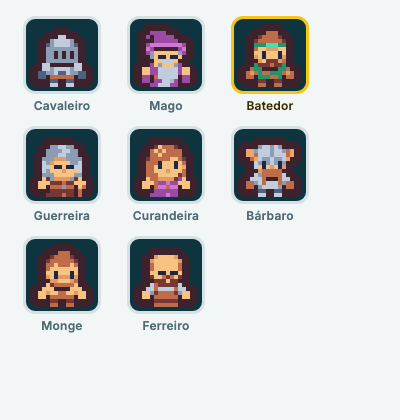 Cavaleiro
Mago
Batedor
Guerreira
Curandeira
Bárbaro
Monge
Ferreiro